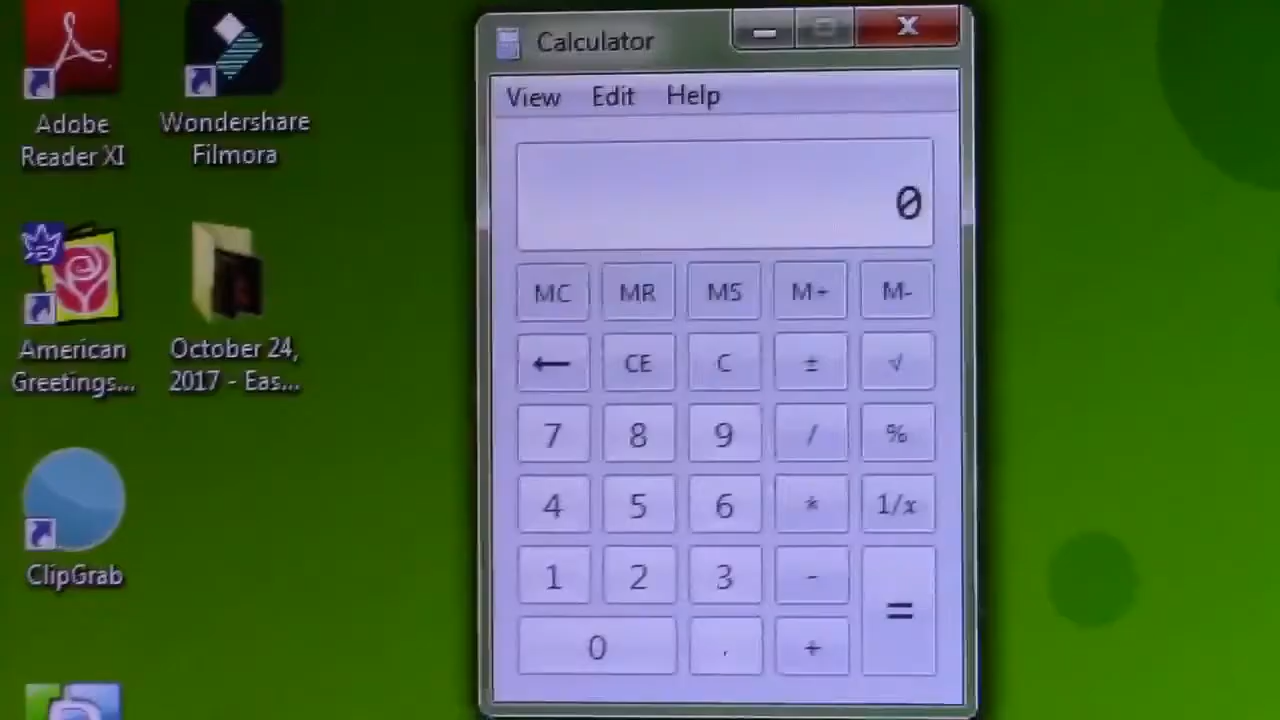 Adobe
Reader XI
Wondershare
Filmora
American
Greetings...
October 24,
2017 - Eas...
ClipGrab
Calculator
View Edit Help
0
MC MR MS M+ M-
← CE C ± √
7 8 9 / %
4 5 6 * 1/x
1 2 3 - =
0 . +